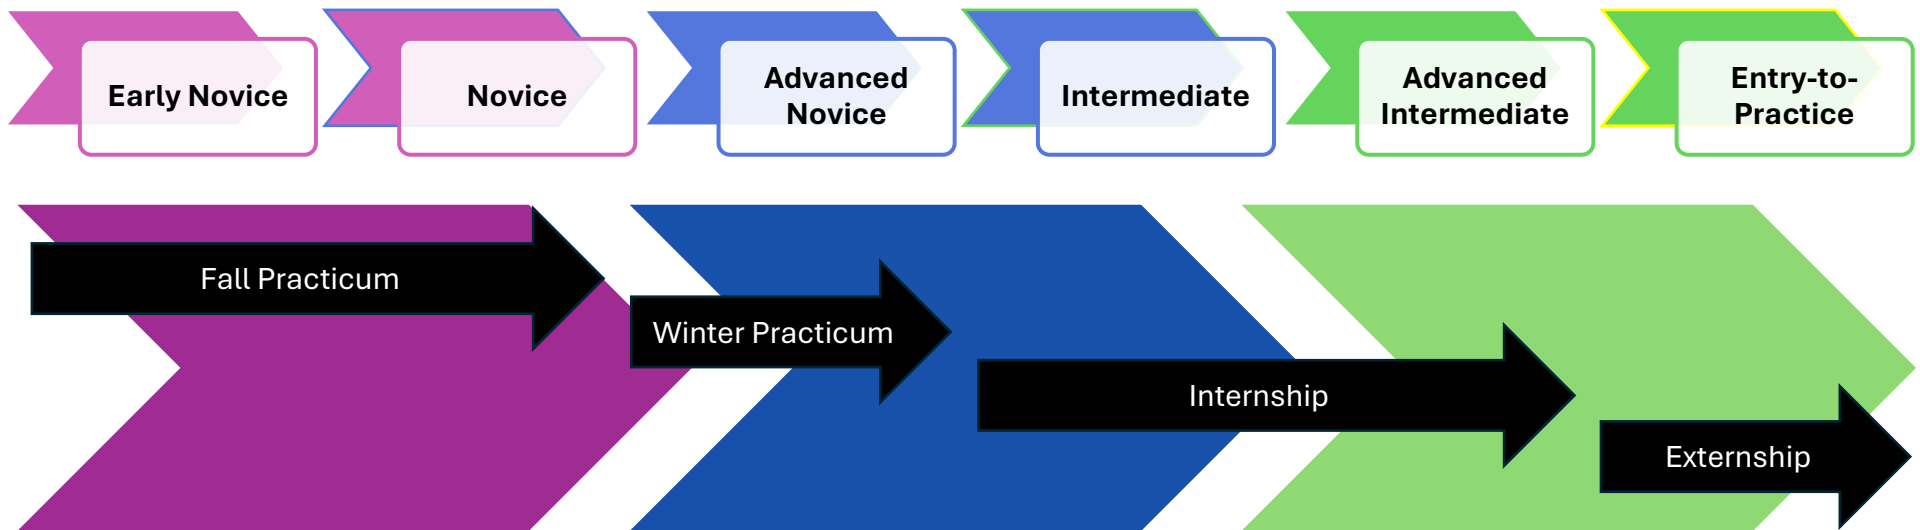 Early Novice
Novice
Advanced
Novice
Intermediate
Advanced
Intermediate
Entry-to-
Practice
Fall Practicum
Winter Practicum
Internship
Externship